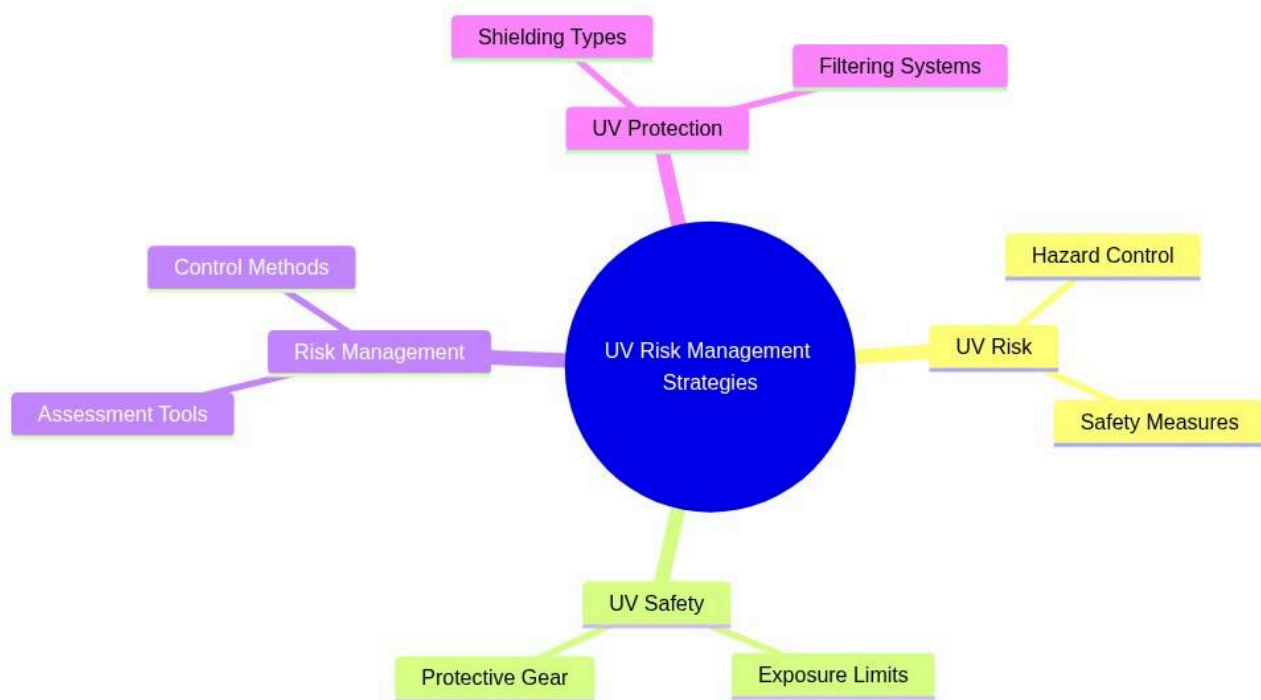 Shielding Types
Filtering Systems
UV Protection
Control Methods
Hazard Control
Risk Management
UV Risk Management
Strategies
UV Risk
Assessment Tools
Safety Measures
UV Safety
Protective Gear
Exposure Limits